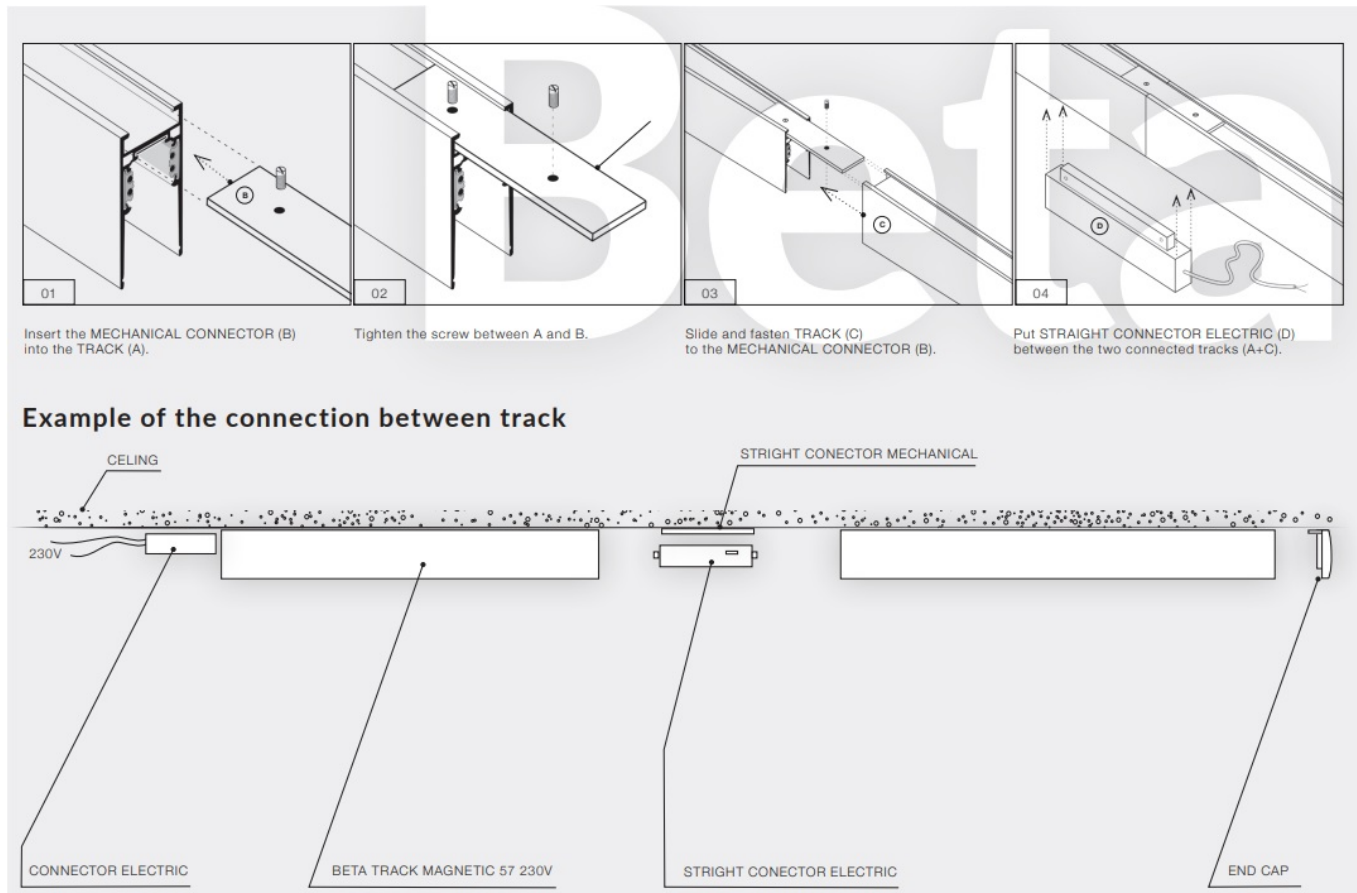 Beta
B
01
02
C
03
D
04
Insert the MECHANICAL CONNECTOR (B)
into the TRACK (A).
Tighten the screw between A and B.
Slide and fasten TRACK (C)
to the MECHANICAL CONNECTOR (B).
Put STRAIGHT CONNECTOR ELECTRIC (D)
between the two connected tracks (A+C).
Example of the connection between track
CELING
STRIGHT CONECTOR MECHANICAL
230V
CONNECTOR ELECTRIC
BETA TRACK MAGNETIC 57 230V
STRIGHT CONECTOR ELECTRIC
END CAP